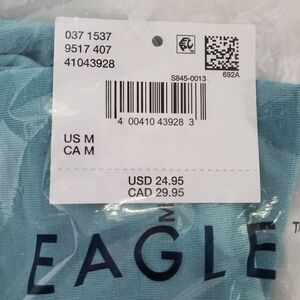 037 1537
9517 407
41043928
692A
S845-0013
4 00410 43928 3
US M
CA M
USD 24.95
CAD 29.95
EAGLE